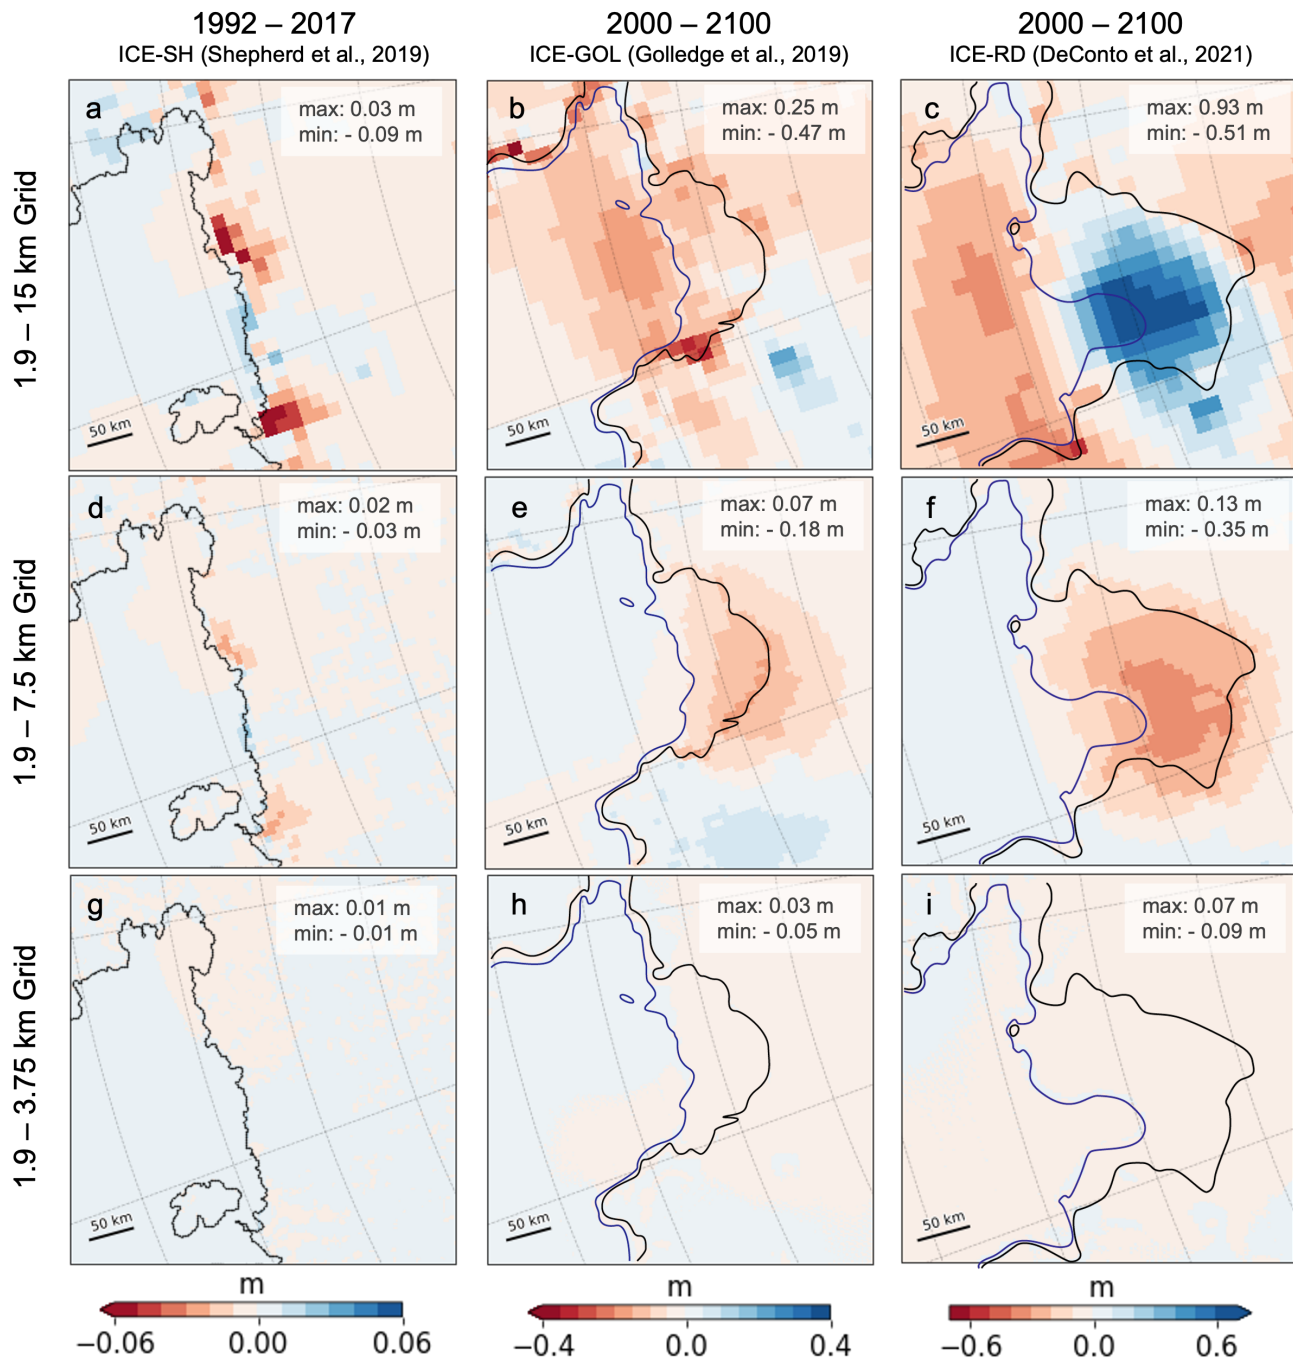 1992 – 2017
ICE-SH (Shepherd et al., 2019)
2000 – 2100
ICE-GOL (Golledge et al., 2019)
2000 – 2100
ICE-RD (DeConto et al., 2021)
1.9 – 15 km Grid
a
max: 0.03 m
min: - 0.09 m
50 km
b
max: 0.25 m
min: - 0.47 m
50 km
c
max: 0.93 m
min: - 0.51 m
50 km
1.9 – 7.5 km Grid
d
max: 0.02 m
min: - 0.03 m
50 km
e
max: 0.07 m
min: - 0.18 m
50 km
f
max: 0.13 m
min: - 0.35 m
50 km
1.9 – 3.75 km Grid
g
max: 0.01 m
min: - 0.01 m
50 km
h
max: 0.03 m
min: - 0.05 m
50 km
i
max: 0.07 m
min: - 0.09 m
50 km
m
−0.06 0.00 0.06
m
−0.4 0.0 0.4
m
−0.6 0.0 0.6